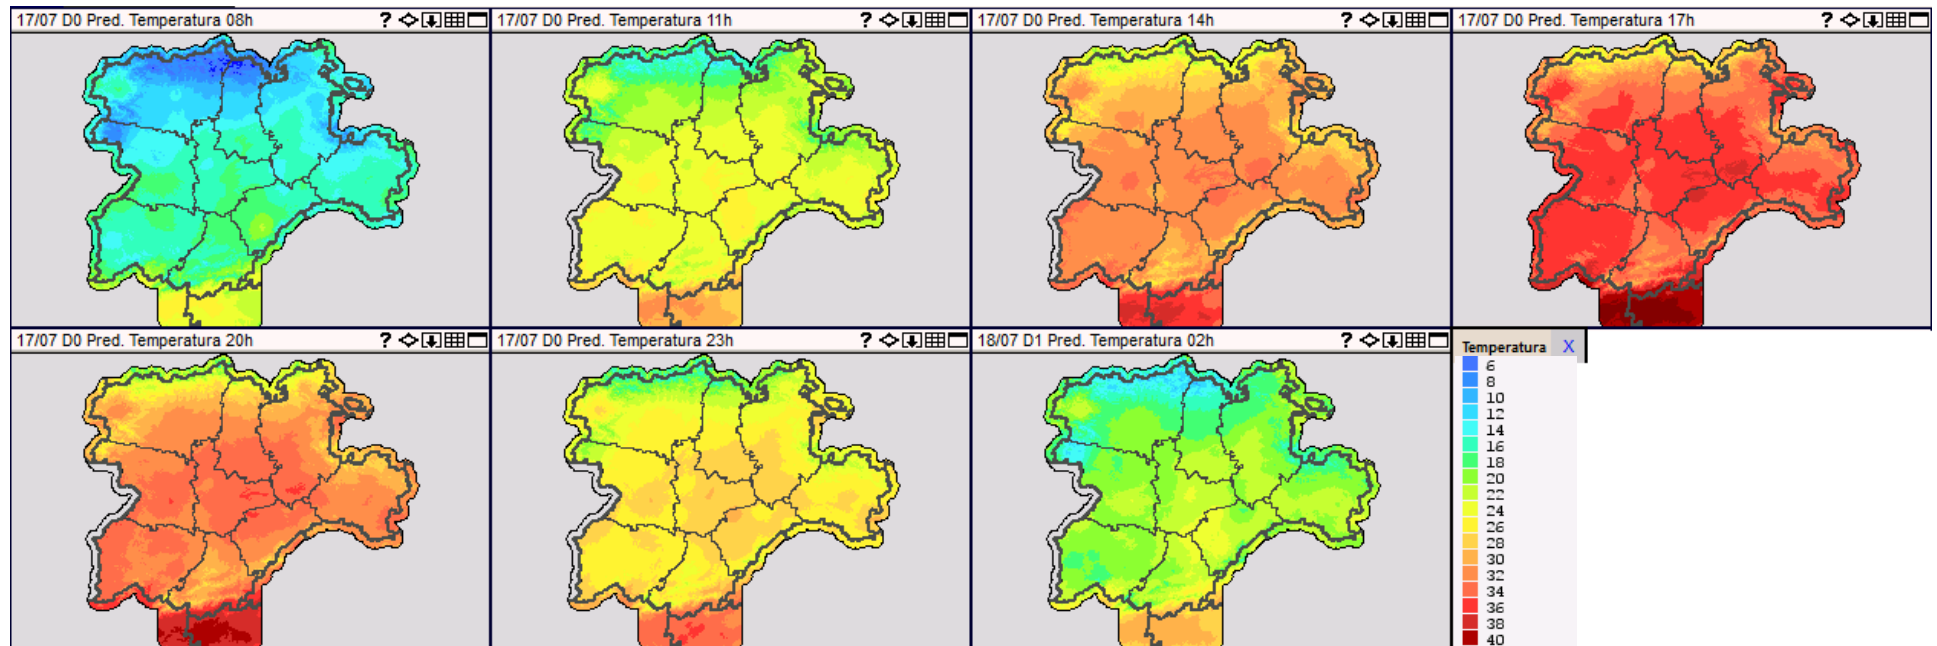 17/07 D0 Pred. Temperatura 08h
17/07 D0 Pred. Temperatura 11h
17/07 D0 Pred. Temperatura 14h
17/07 D0 Pred. Temperatura 17h
17/07 D0 Pred. Temperatura 20h
17/07 D0 Pred. Temperatura 23h
18/07 D1 Pred. Temperatura 02h
Temperatura X
6
8
10
12
14
16
18
20
22
24
26
28
30
32
34
36
38
40